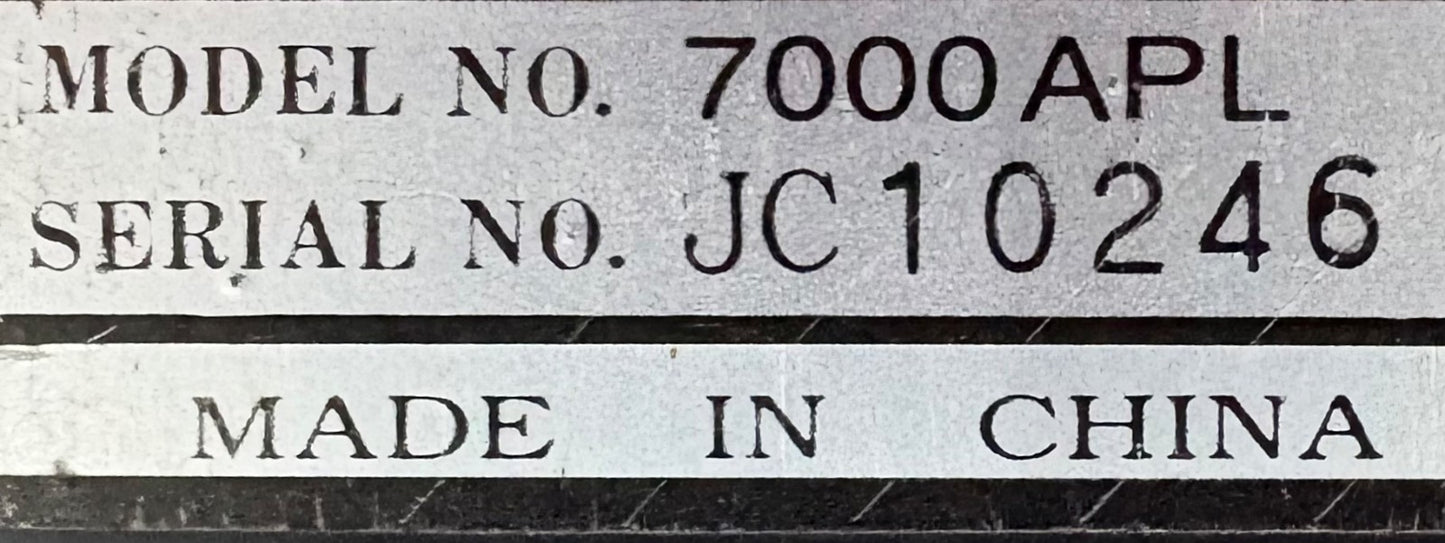 MODEL NO. 7000APL
SERIAL NO. JC10246
MADE IN CHINA